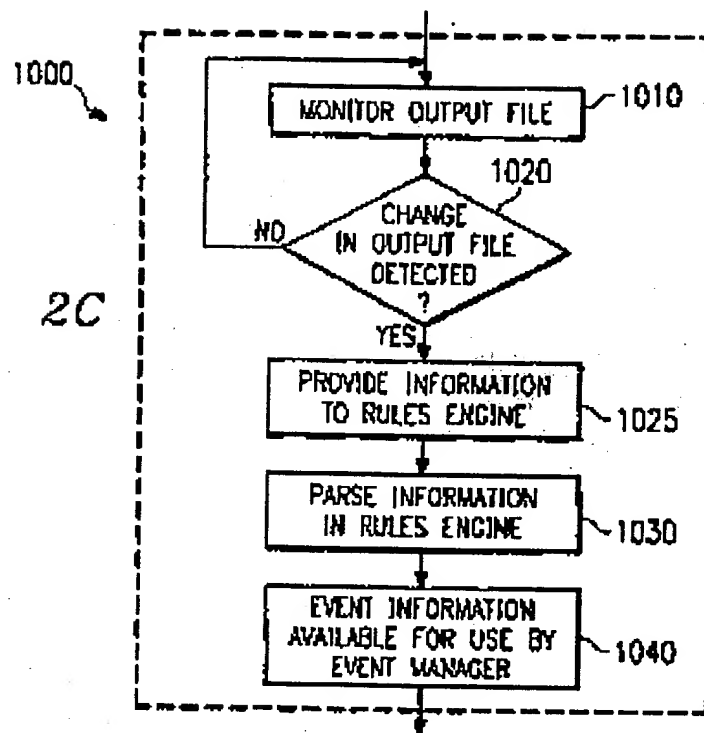 1000
MONITOR OUTPUT FILE
1010
1020
CHANGE
IN OUTPUT FILE
DETECTED
?
NO
2C
YES
PROVIDE INFORMATION
TO RULES ENGINE
1025
PARSE INFORMATION
IN RULES ENGINE
1030
EVENT INFORMATION
AVAILABLE FOR USE BY
EVENT MANAGER
1040